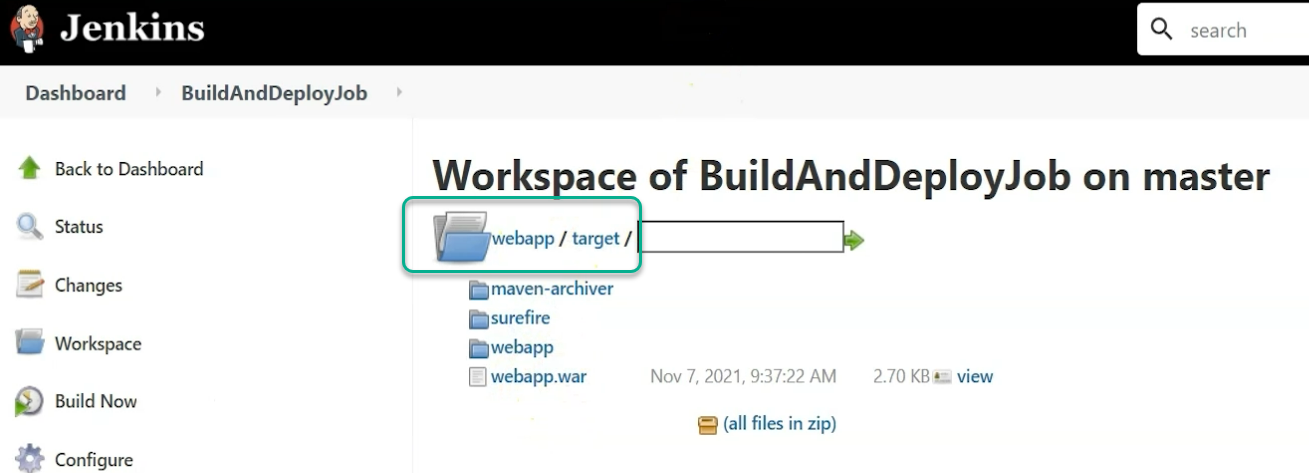 Jenkins
search
Dashboard
BuildAndDeployJob
Back to Dashboard
Status
Changes
Workspace
Build Now
Configure
Workspace of BuildAndDeployJob on master
webapp / target /
maven-archiver
surefire
webapp
webapp.war Nov 7, 2021, 9:37:22 AM 2.70 KB view
(all files in zip)